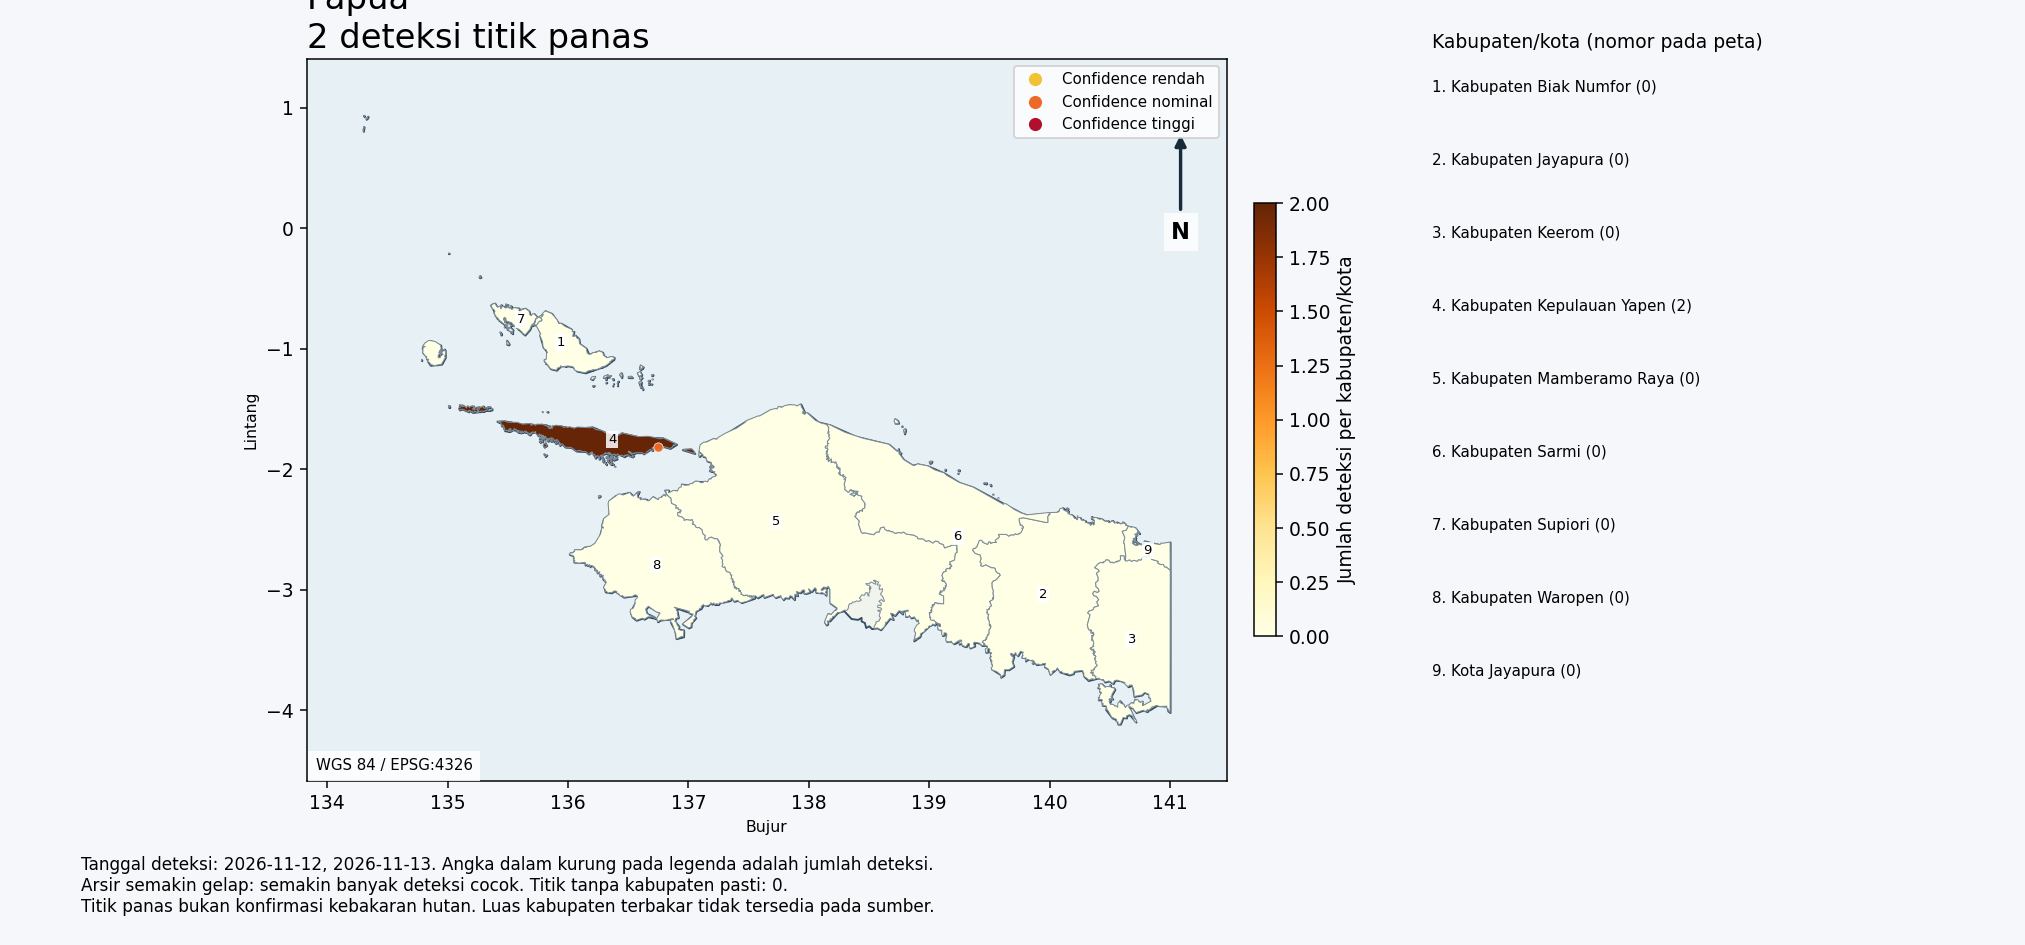 Papua
2 deteksi titik panas
Confidence rendah
Confidence nominal
Confidence tinggi
N
1
0
−1
−2
−3
−4
Lintang
7
1
4
5
6
9
8
2
3
WGS 84 / EPSG:4326
134 135 136 137 138 139 140 141
Bujur
2.00
1.75
1.50
1.25
1.00
0.75
0.50
0.25
0.00
Jumlah deteksi per kabupaten/kota
Kabupaten/kota (nomor pada peta)
1. Kabupaten Biak Numfor (0)
2. Kabupaten Jayapura (0)
3. Kabupaten Keerom (0)
4. Kabupaten Kepulauan Yapen (2)
5. Kabupaten Mamberamo Raya (0)
6. Kabupaten Sarmi (0)
7. Kabupaten Supiori (0)
8. Kabupaten Waropen (0)
9. Kota Jayapura (0)
Tanggal deteksi: 2026-11-12, 2026-11-13. Angka dalam kurung pada legenda adalah jumlah deteksi.
Arsir semakin gelap: semakin banyak deteksi cocok. Titik tanpa kabupaten pasti: 0.
Titik panas bukan konfirmasi kebakaran hutan. Luas kabupaten terbakar tidak tersedia pada sumber.